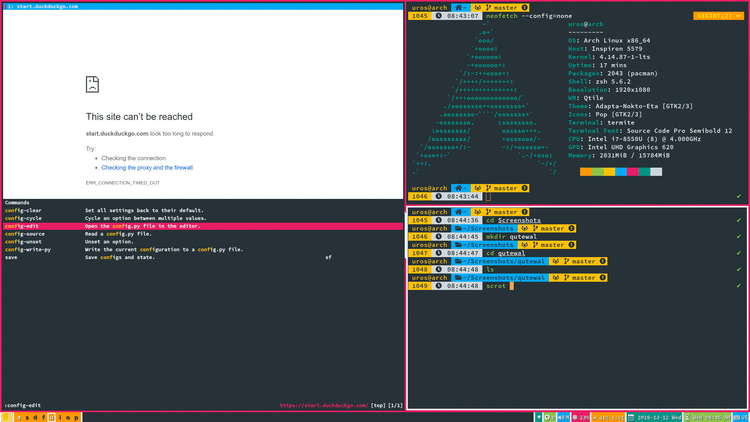 1: start.duckduckgo.com
This site can't be reached
start.duckduckgo.com took too long to respond.
Try:
Checking the connection
Checking the proxy and the firewall
ERR_CONNECTION_TIMED_OUT
Commands
config-clear Set all settings back to their default.
config-cycle Cycle an option between multiple values.
config-edit Open the config.py file in the editor.
config-source Read a config.py file.
config-unset Unset an option.
config-write-py Write the current configuration to a config.py file.
save Save configs and state. sf
:config-edit https://start.duckduckgo.com/ [top] [1/1]
uros@arch ~ master
1045 08:43:07 neofetch --config=none SIGINT(2)
uros@arch
---------
OS: Arch Linux x86_64
Host: Inspiron 5579
Kernel: 4.14.87-1-lts
Uptime: 17 mins
Packages: 2043 (pacman)
Shell: zsh 5.6.2
Resolution: 1920x1080
WM: Qtile
Theme: Adapta-Nokto-Eta [GTK2/3]
Icons: Pop [GTK2/3]
Terminal: termite
Terminal Font: Source Code Pro Semibold 12
CPU: Intel i7-8550U (8) @ 4.000GHz
GPU: Intel UHD Graphics 620
Memory: 2031MiB / 15784MiB
uros@arch ~ master
1046 08:43:44
uros@arch ~ master
1045 08:44:36 cd Screenshots
uros@arch ~/Screenshots master
1046 08:44:45 mkdir qutewal
uros@arch ~/Screenshots master
1047 08:44:47 cd qutewal
uros@arch ~/Screenshots/qutewal master
1048 08:44:48 ls
uros@arch ~/Screenshots/qutewal master
1049 08:44:48 scrot
a s d f u i o p
23% 2018-12-12 Wed US